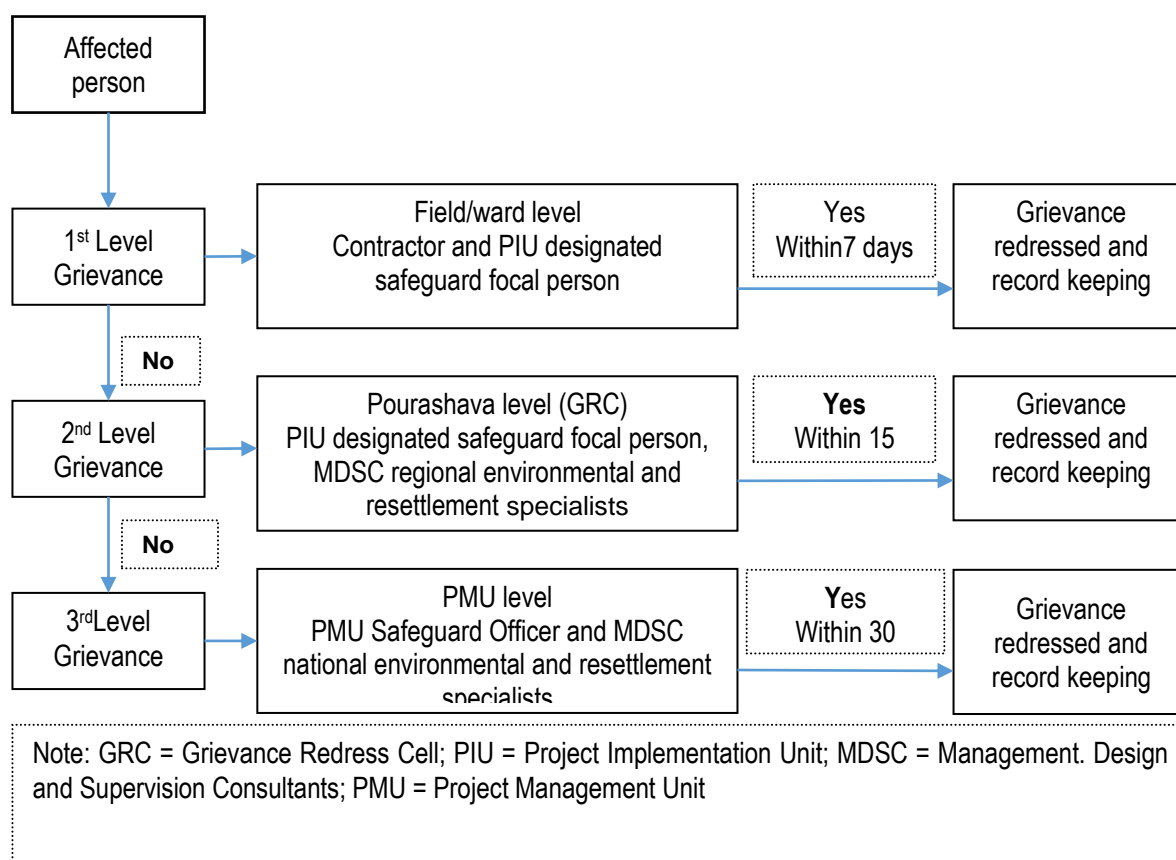 Affected
person
1st Level
Grievance
Field/ward level
Contractor and PIU designated
safeguard focal person
Yes
Within7 days
Grievance
redressed and
record keeping
No
2nd Level
Grievance
Pourashava level (GRC)
PIU designated safeguard focal person,
MDSC regional environmental and
resettlement specialists
Yes
Within 15
Grievance
redressed and
record keeping
No
3rdLevel
Grievance
PMU level
PMU Safeguard Officer and MDSC
national environmental and resettlement
specialists
Yes
Within 30
Grievance
redressed and
record keeping
Note: GRC = Grievance Redress Cell; PIU = Project Implementation Unit; MDSC = Management. Design
and Supervision Consultants; PMU = Project Management Unit